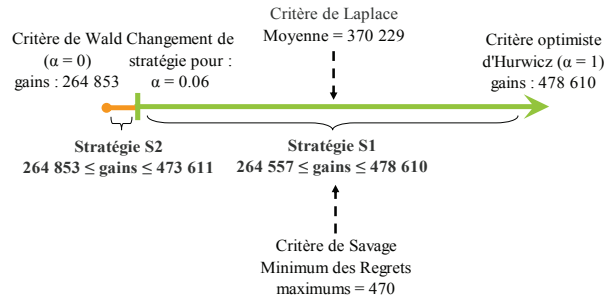 Critère de Laplace
Moyenne = 370 229
Critère de Wald
(α = 0)
gains : 264 853
Changement de
stratégie pour :
α = 0.06
Critère optimiste
d'Hurwicz (α = 1)
gains : 478 610
Stratégie S2
264 853 ≤ gains ≤ 473 611
Stratégie S1
264 557 ≤ gains ≤ 478 610
Critère de Savage
Minimum des Regrets
maximums = 470